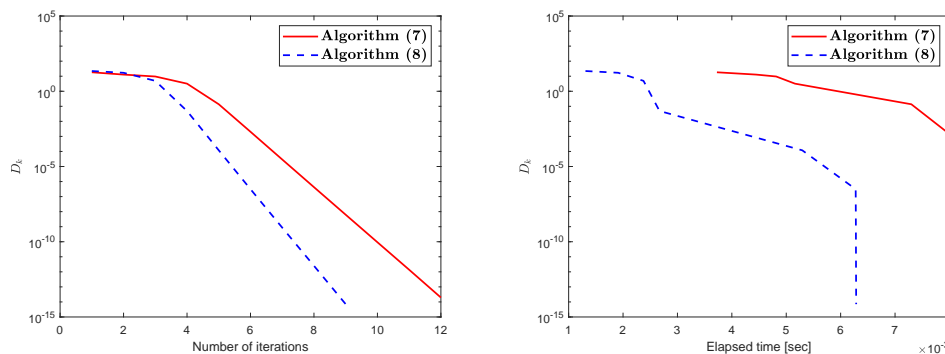 10^5
10^0
10^-5
10^-10
10^-15
D_k
0 2 4 6 8 10 12
Number of iterations
Algorithm (7)
Algorithm (8)
10^5
10^0
10^-5
10^-10
10^-15
D_k
1 2 3 4 5 6 7
Elapsed time [sec]
×10
Algorithm (7)
Algorithm (8)